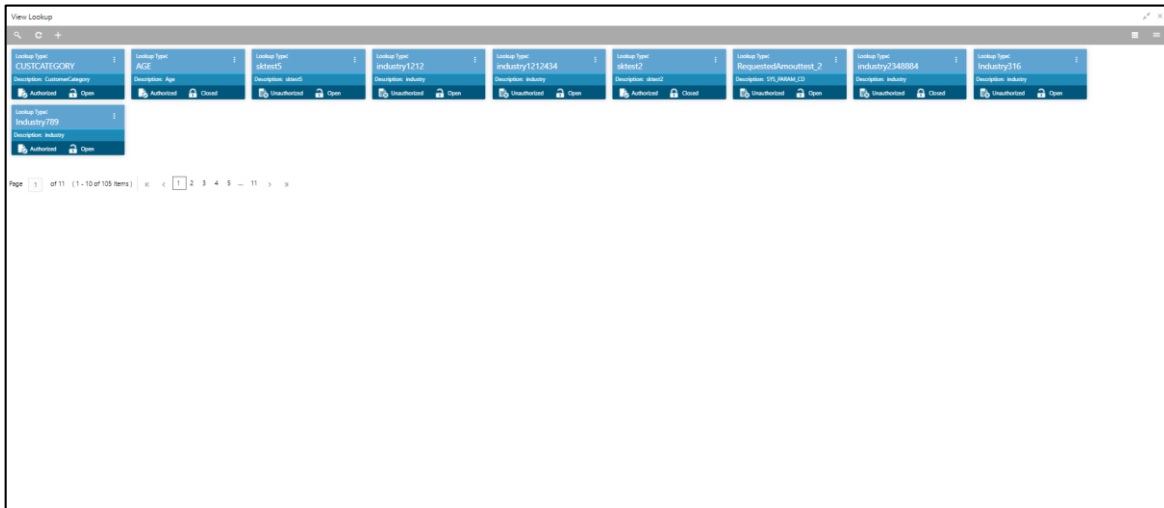 View Lookup
Lookup Type: Lookup Type: Lookup Type: Lookup Type: Lookup Type: Lookup Type: Lookup Type: Lookup Type: Lookup Type:
CUSTCATEGORY AGE sktest5 industry1212 industry1212434 sktest2 RequestedAmouttest_2 industry2348884 Industry316
Description: CustomerCategory Description: Age Description: sktest5 Description: industry Description: industry Description: sktest2 Description: SYS_PARAM_CD Description: industry Description: industry
Authorized Open Authorized Closed Unauthorized Open Unauthorized Open Unauthorized Open Authorized Closed Unauthorized Open Unauthorized Closed Unauthorized Open
Lookup Type:
Industry789
Description: industry
Authorized Open
Page 1 of 11 (1 - 10 of 105 items) 1 2 3 4 5 ... 11